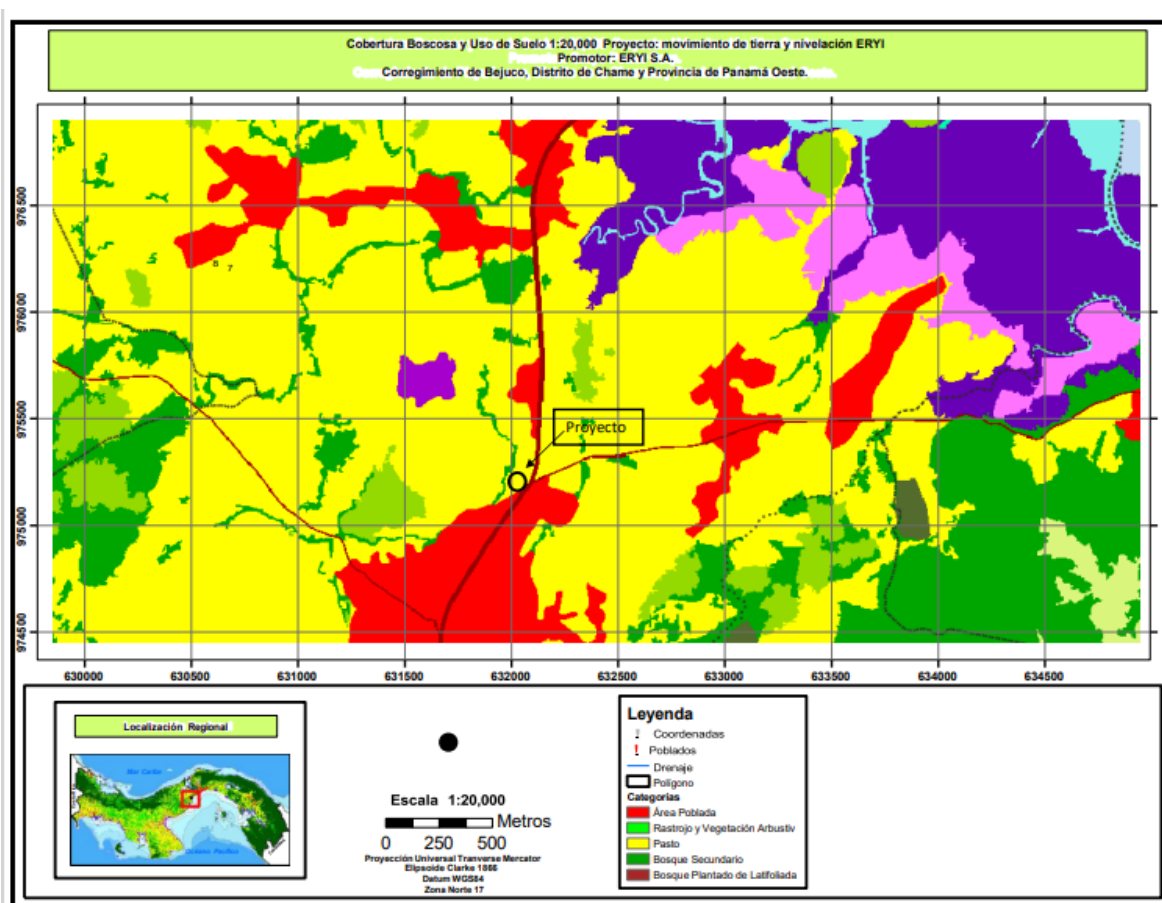 Cobertura Boscosa y Uso de Suelo 1:20,000 Proyecto: movimiento de tierra y nivelación ERYI
Promotor: ERYI S.A.
Corregimiento de Bejuco, Distrito de Chame y Provincia de Panamá Oeste.
976500
976000
975500
975000
974500
8 7
Proyecto
630000 630500 631000 631500 632000 632500 633000 633500 634000 634500
Localización Regional
Mar Caribe
Océano Pacífico
Escala 1:20,000
Metros
0 250 500
Proyección Universal Tranverse Mercator
Elipsoide Clarke 1866
Datum WGS84
Zona Norte 17
Leyenda
! Coordenadas
! Poblados
Drenaje
Polígono
Categorías
Área Poblada
Rastrojo y Vegetación Arbustiv
Pasto
Bosque Secundario
Bosque Plantado de Latifoliada